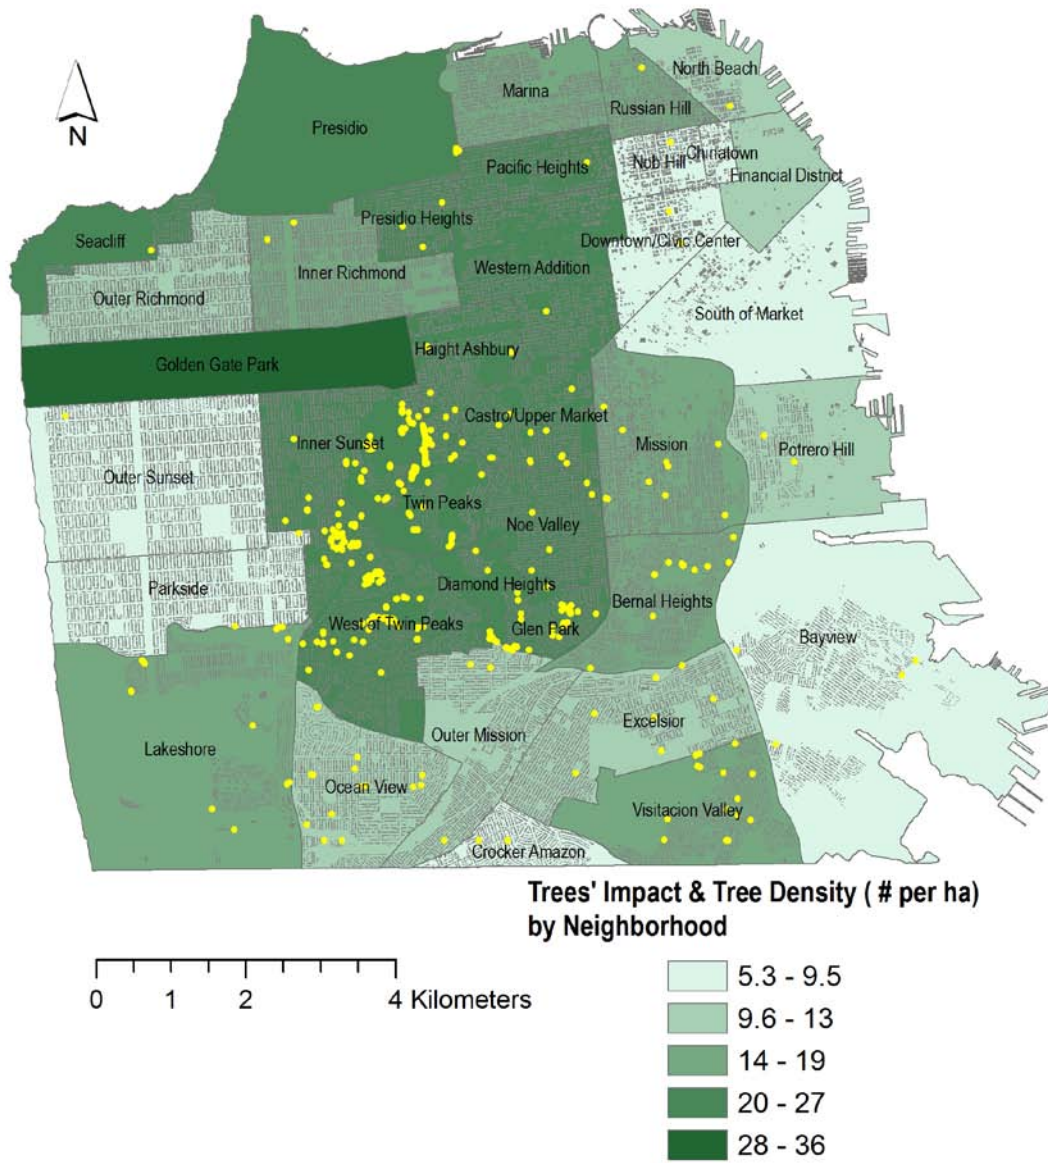 North Beach
Marina
Russian Hill
N
Presidio
Chinatown
Nob Hill
Pacific Heights
Financial District
Presidio Heights
Seacliff
Downtown/Civic Center
Western Addition
Inner Richmond
Outer Richmond
South of Market
Haight Ashbury
Golden Gate Park
Castro/Upper Market
Inner Sunset
Mission
Potrero Hill
Outer Sunset
Twin Peaks
Noe Valley
Diamond Heights
Parkside
Bernal Heights
West of Twin Peaks
Glen Park
Bayview
Excelsior
Outer Mission
Lakeshore
Ocean View
Visitacion Valley
Crocker Amazon
Trees' Impact & Tree Density ( # per ha)
by Neighborhood
0 1 2 4 Kilometers
5.3 - 9.5
9.6 - 13
14 - 19
20 - 27
28 - 36